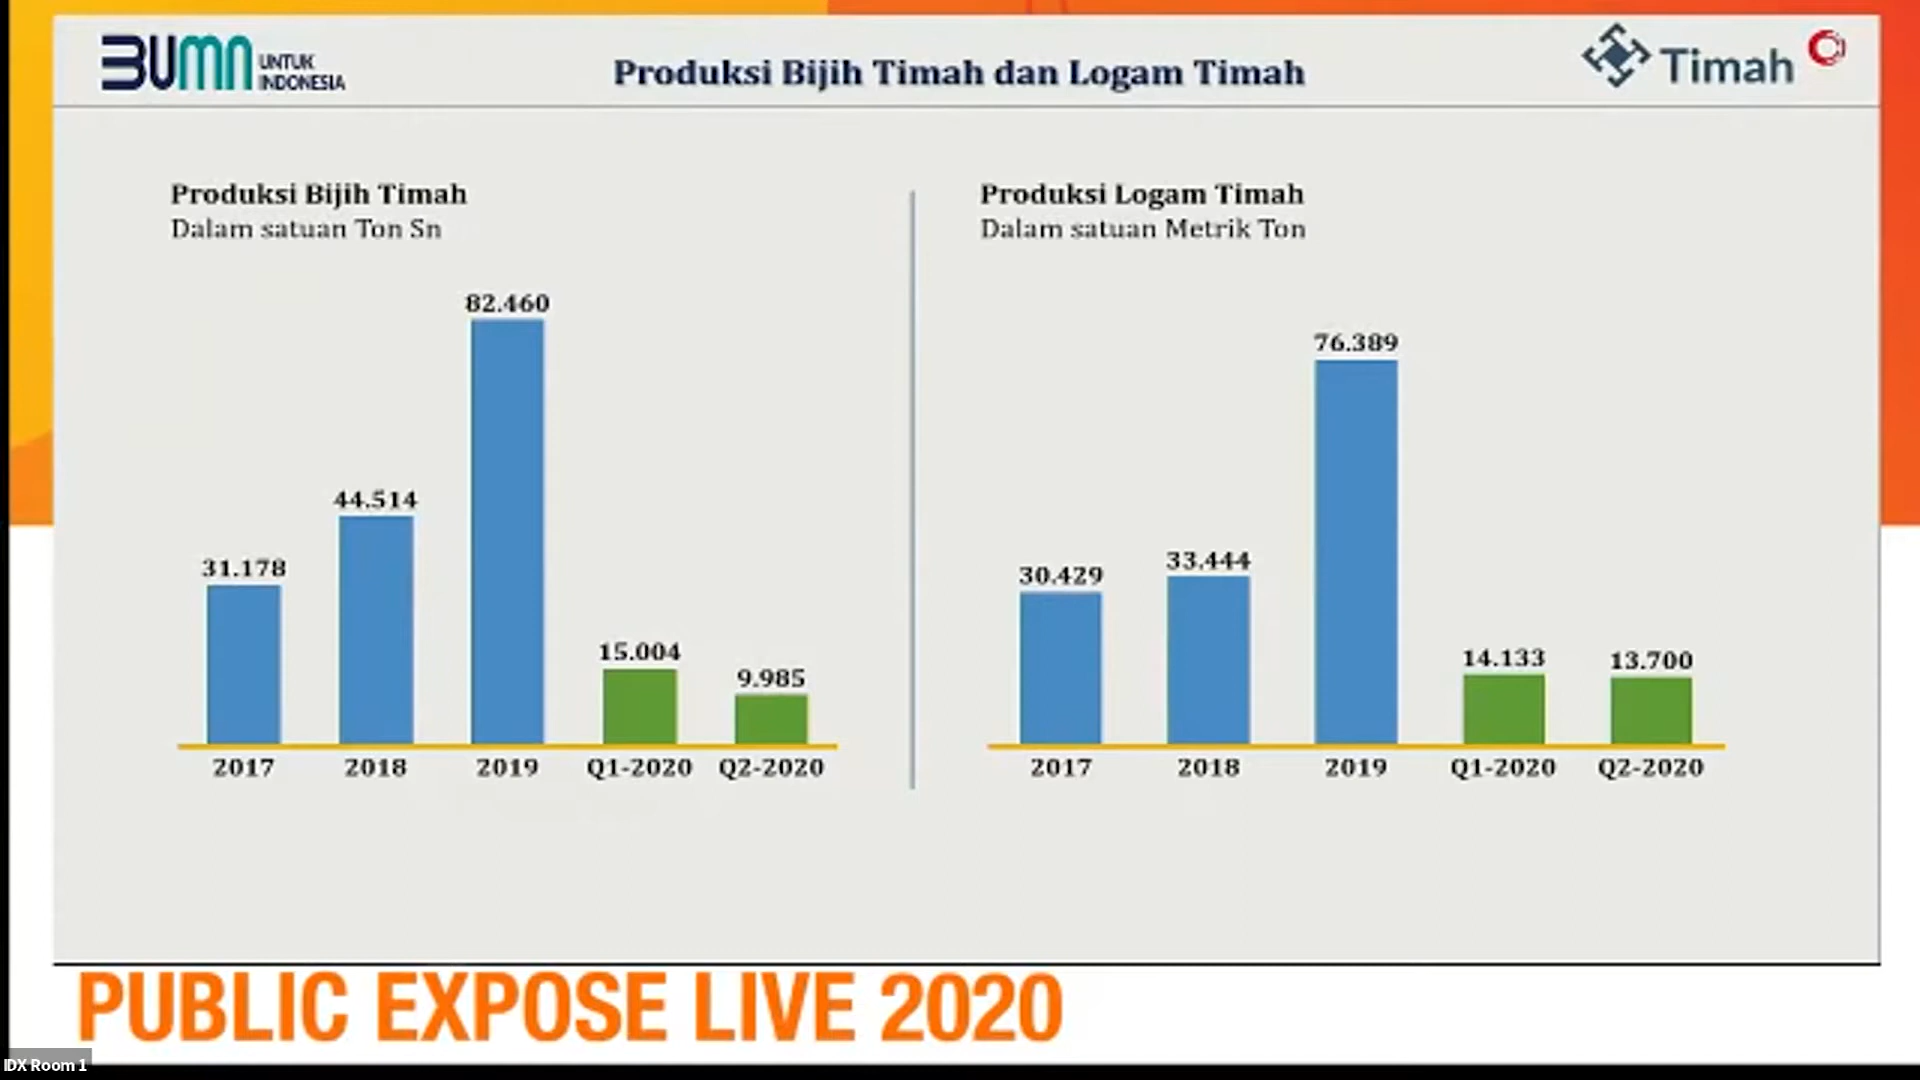 BUMN
UNTUK
INDONESIA
Produksi Bijih Timah dan Logam Timah
Timah
Produksi Bijih Timah
Dalam satuan Ton Sn
82.460
44.514
31.178
15.004
9.985
2017 2018 2019 Q1-2020 Q2-2020
Produksi Logam Timah
Dalam satuan Metrik Ton
76.389
33.444
30.429
14.133
13.700
2017 2018 2019 Q1-2020 Q2-2020
PUBLIC EXPOSE LIVE 2020
IDX Room 1